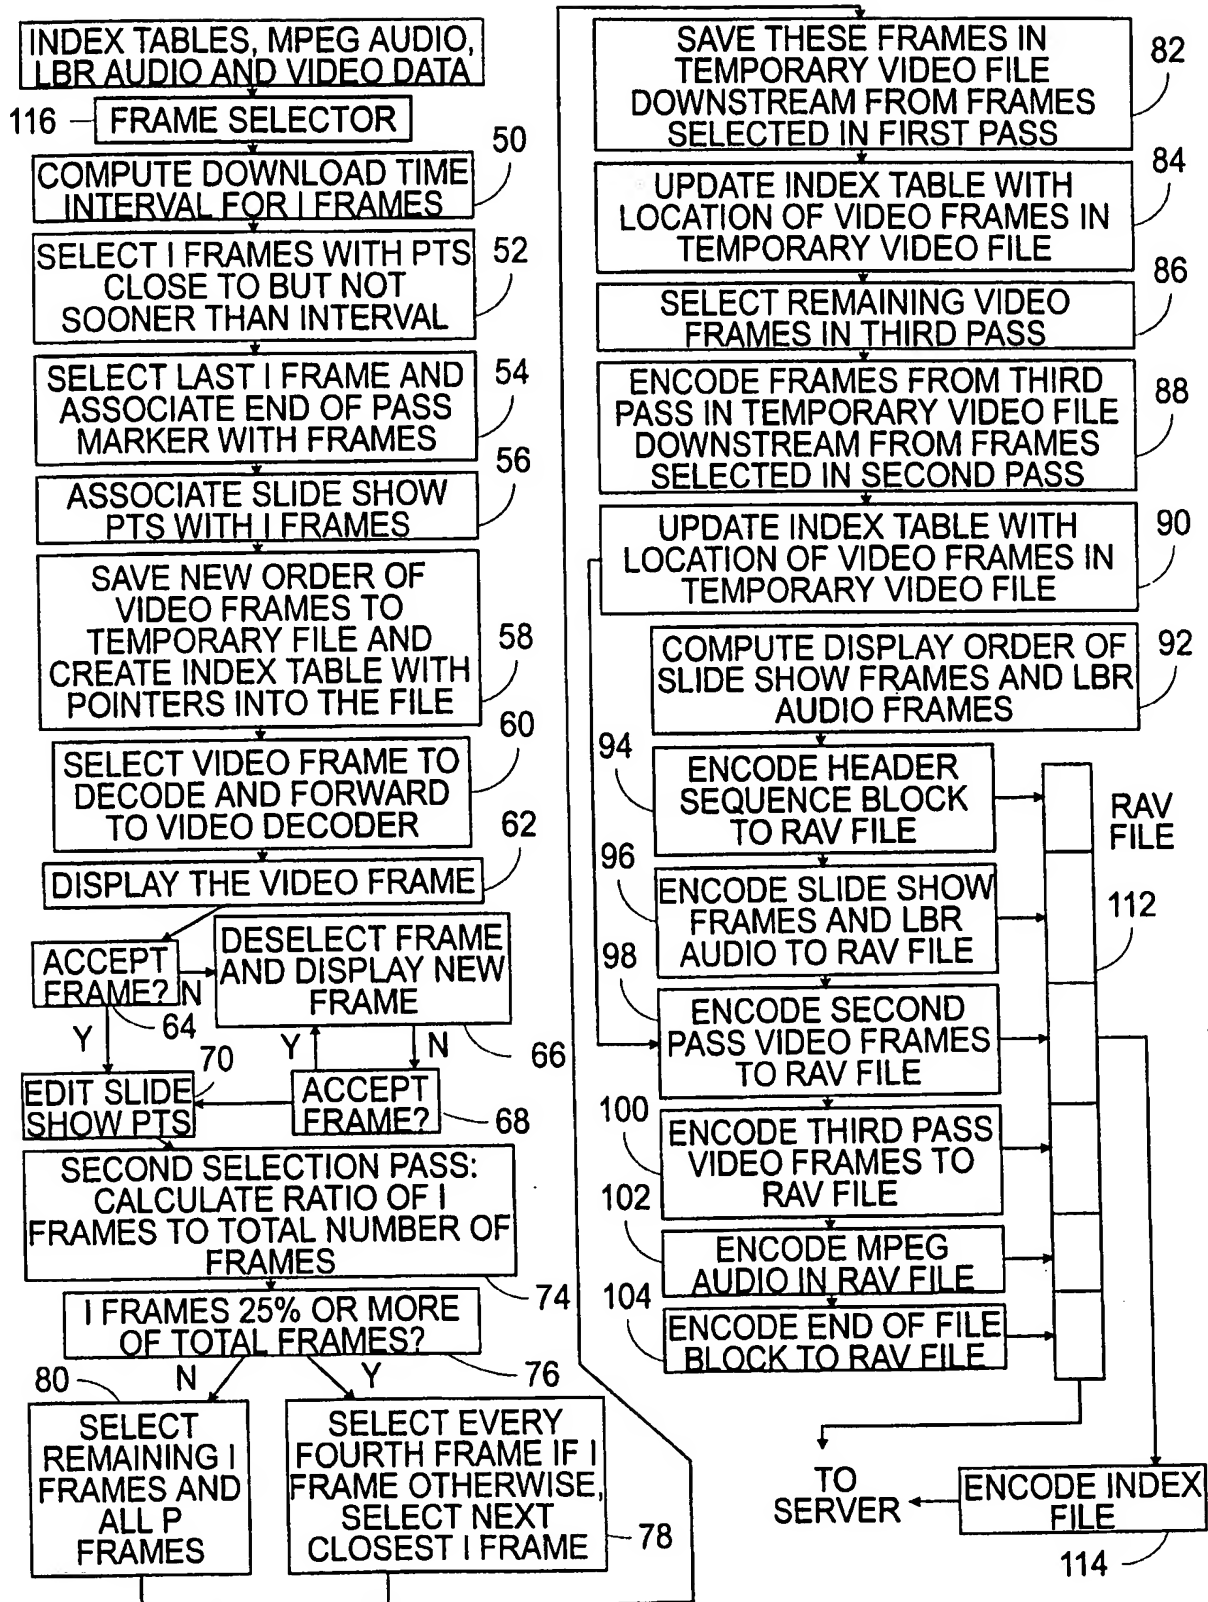 INDEX TABLES, MPEG AUDIO,
LBR AUDIO AND VIDEO DATA
116
FRAME SELECTOR
50
COMPUTE DOWNLOAD TIME
INTERVAL FOR I FRAMES
52
SELECT I FRAMES WITH PTS
CLOSE TO BUT NOT
SOONER THAN INTERVAL
54
SELECT LAST I FRAME AND
ASSOCIATE END OF PASS
MARKER WITH FRAMES
56
ASSOCIATE SLIDE SHOW
PTS WITH I FRAMES
SAVE NEW ORDER OF
VIDEO FRAMES TO
TEMPORARY FILE AND
CREATE INDEX TABLE WITH
POINTERS INTO THE FILE
58
60
SELECT VIDEO FRAME TO
DECODE AND FORWARD
TO VIDEO DECODER
62
DISPLAY THE VIDEO FRAME
ACCEPT
FRAME?
N
64
Y
DESELECT FRAME
AND DISPLAY NEW
FRAME
66
Y
N
70
EDIT SLIDE
SHOW PTS
ACCEPT
FRAME?
68
SECOND SELECTION PASS:
CALCULATE RATIO OF I
FRAMES TO TOTAL NUMBER OF
FRAMES
74
I FRAMES 25% OR MORE
OF TOTAL FRAMES?
76
N
Y
80
SELECT
REMAINING I
FRAMES AND
ALL P
FRAMES
SELECT EVERY
FOURTH FRAME IF I
FRAME OTHERWISE,
SELECT NEXT
CLOSEST I FRAME
78
SAVE THESE FRAMES IN
TEMPORARY VIDEO FILE
DOWNSTREAM FROM FRAMES
SELECTED IN FIRST PASS
82
UPDATE INDEX TABLE WITH
LOCATION OF VIDEO FRAMES IN
TEMPORARY VIDEO FILE
84
SELECT REMAINING VIDEO
FRAMES IN THIRD PASS
86
ENCODE FRAMES FROM THIRD
PASS IN TEMPORARY VIDEO FILE
DOWNSTREAM FROM FRAMES
SELECTED IN SECOND PASS
88
UPDATE INDEX TABLE WITH
LOCATION OF VIDEO FRAMES IN
TEMPORARY VIDEO FILE
90
COMPUTE DISPLAY ORDER OF
SLIDE SHOW FRAMES AND LBR
AUDIO FRAMES
92
94
ENCODE HEADER
SEQUENCE BLOCK
TO RAV FILE
RAV
FILE
96
ENCODE SLIDE SHOW
FRAMES AND LBR
AUDIO TO RAV FILE
112
98
ENCODE SECOND
PASS VIDEO FRAMES
TO RAV FILE
100
ENCODE THIRD PASS
VIDEO FRAMES TO
RAV FILE
102
ENCODE MPEG
AUDIO IN RAV FILE
104
ENCODE END OF FILE
BLOCK TO RAV FILE
TO
SERVER
ENCODE INDEX
FILE
114